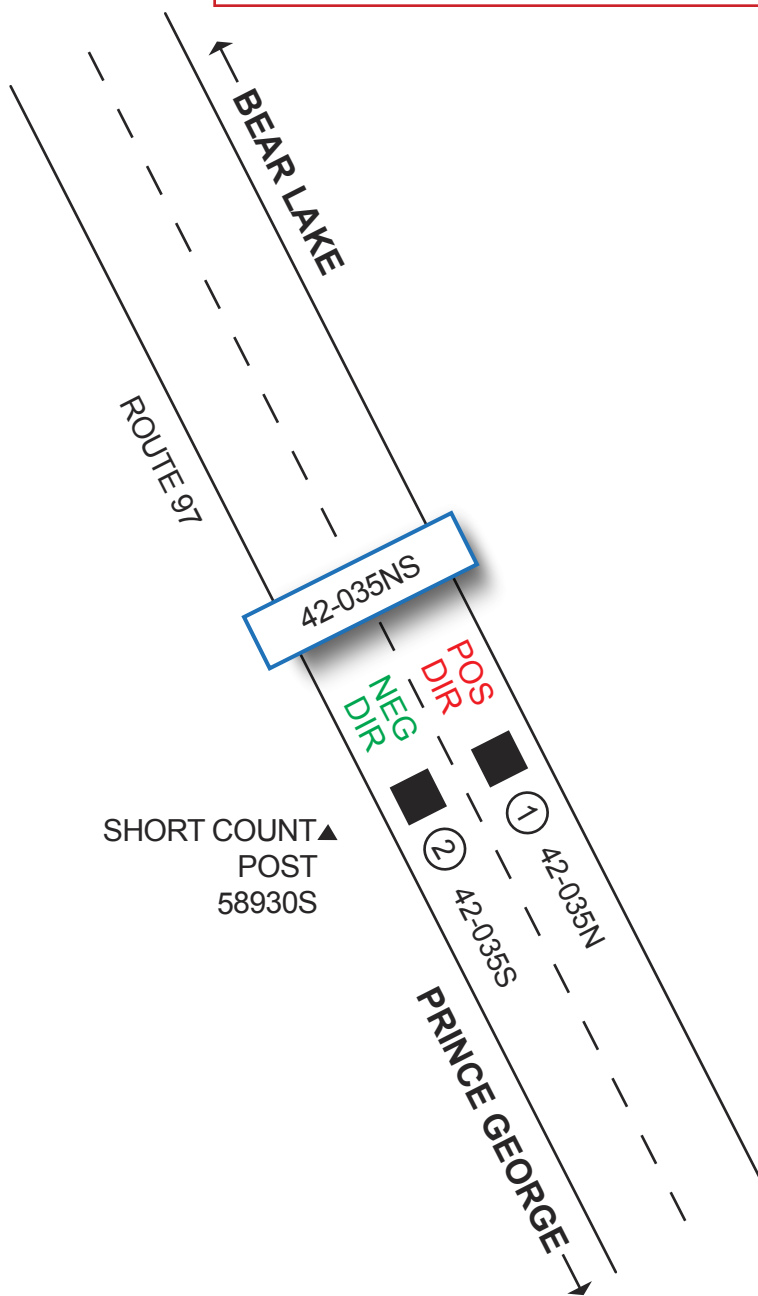 BEAR LAKE
ROUTE 97
42-035NS
POS
DIR
NEG
DIR
1
42-035N
2
42-035S
SHORT COUNT
POST
58930S
PRINCE GEORGE